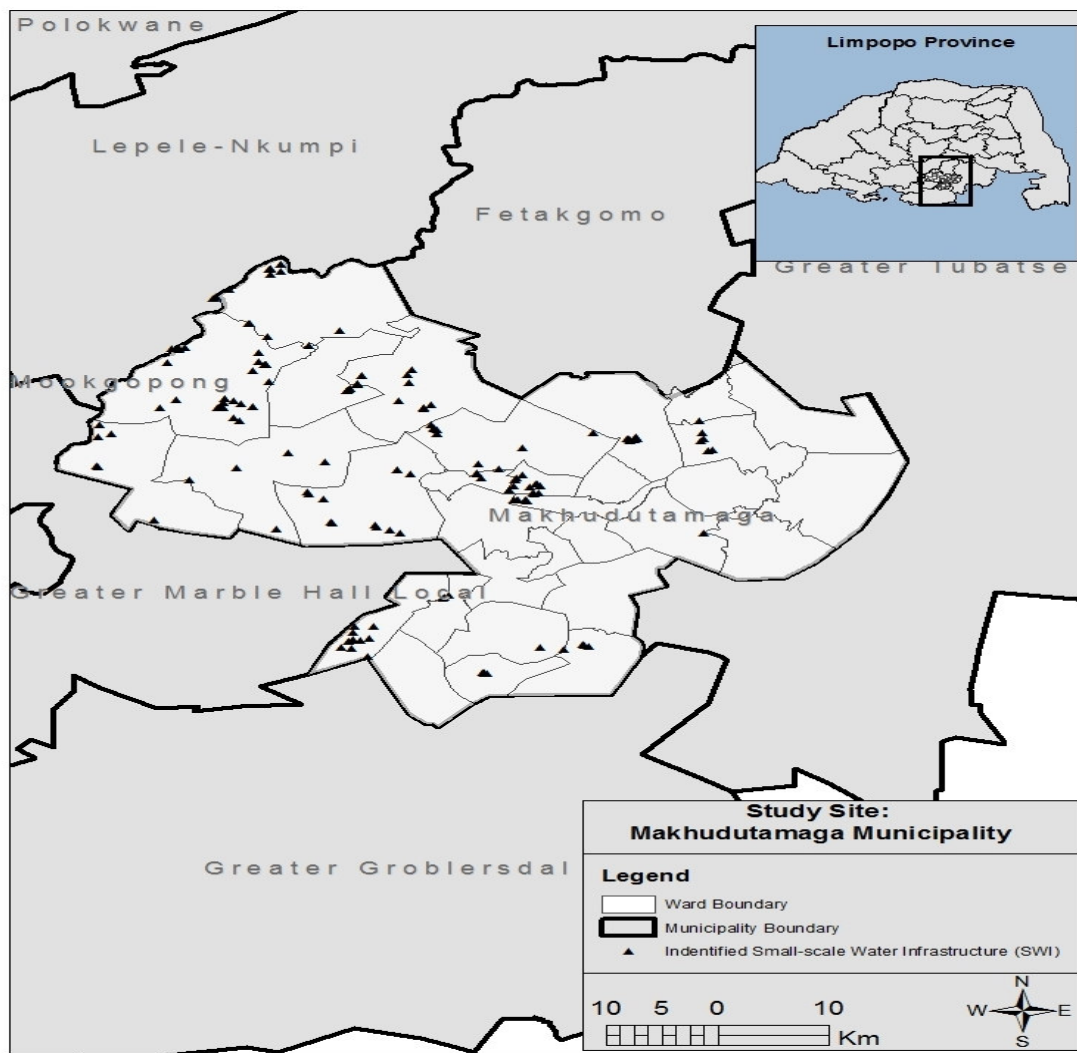 Polokwane
Limpopo Province
Lepele-Nkumpi
Fetakgomo
Greater Tubatse
Mookgopong
Makhudutamaga
Greater Marble Hall Local
Greater Groblersdal
Study Site:
Makhudutamaga Municipality
Legend
Ward Boundary
Municipality Boundary
Indentified Small-scale Water Infrastructure (SWI)
10 5 0 10
Km
N
W E
S